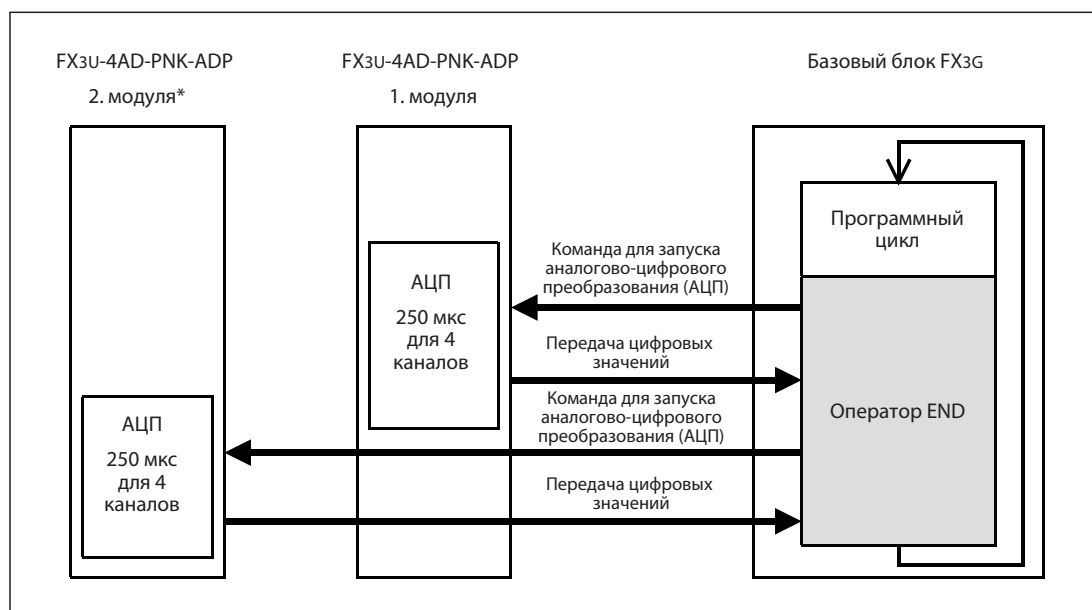 FX3U-4AD-PNK-ADP
2. модуля*
FX3U-4AD-PNK-ADP
1. модуля
Базовый блок FX3G
Программный
цикл
Команда для запуска
аналогово-цифрового
преобразования (АЦП)
АЦП
250 мкс
для 4
каналов
Передача цифровых
значений
Команда для запуска
аналогово-цифрового
преобразования (АЦП)
Оператор END
АЦП
250 мкс
для 4
каналов
Передача цифровых
значений